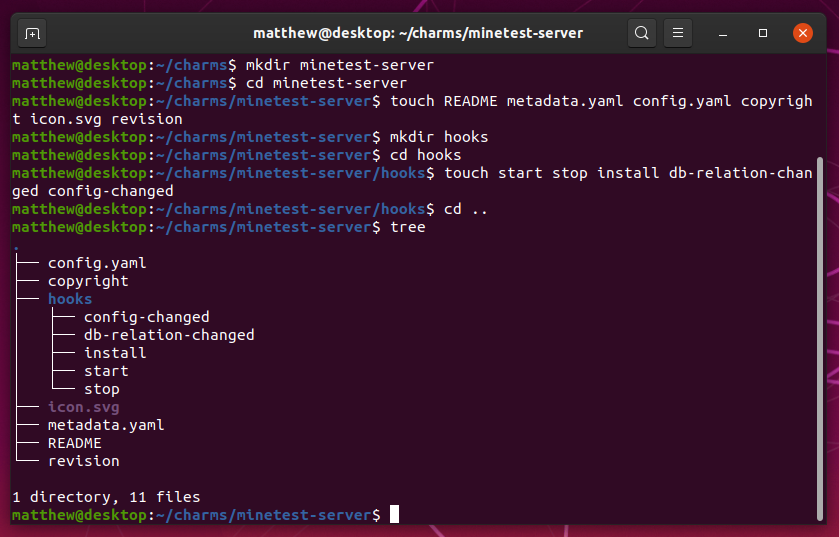 matthew@desktop: ~/charms/minetest-server
matthew@desktop:~/charms$ mkdir minetest-server
matthew@desktop:~/charms$ cd minetest-server
matthew@desktop:~/charms/minetest-server$ touch README metadata.yaml config.yaml copyrigh
t icon.svg revision
matthew@desktop:~/charms/minetest-server$ mkdir hooks
matthew@desktop:~/charms/minetest-server$ cd hooks
matthew@desktop:~/charms/minetest-server/hooks$ touch start stop install db-relation-chan
ged config-changed
matthew@desktop:~/charms/minetest-server/hooks$ cd ..
matthew@desktop:~/charms/minetest-server$ tree
.
├── config.yaml
├── copyright
├── hooks
│   ├── config-changed
│   ├── db-relation-changed
│   ├── install
│   ├── start
│   └── stop
├── icon.svg
├── metadata.yaml
├── README
└── revision
1 directory, 11 files
matthew@desktop:~/charms/minetest-server$